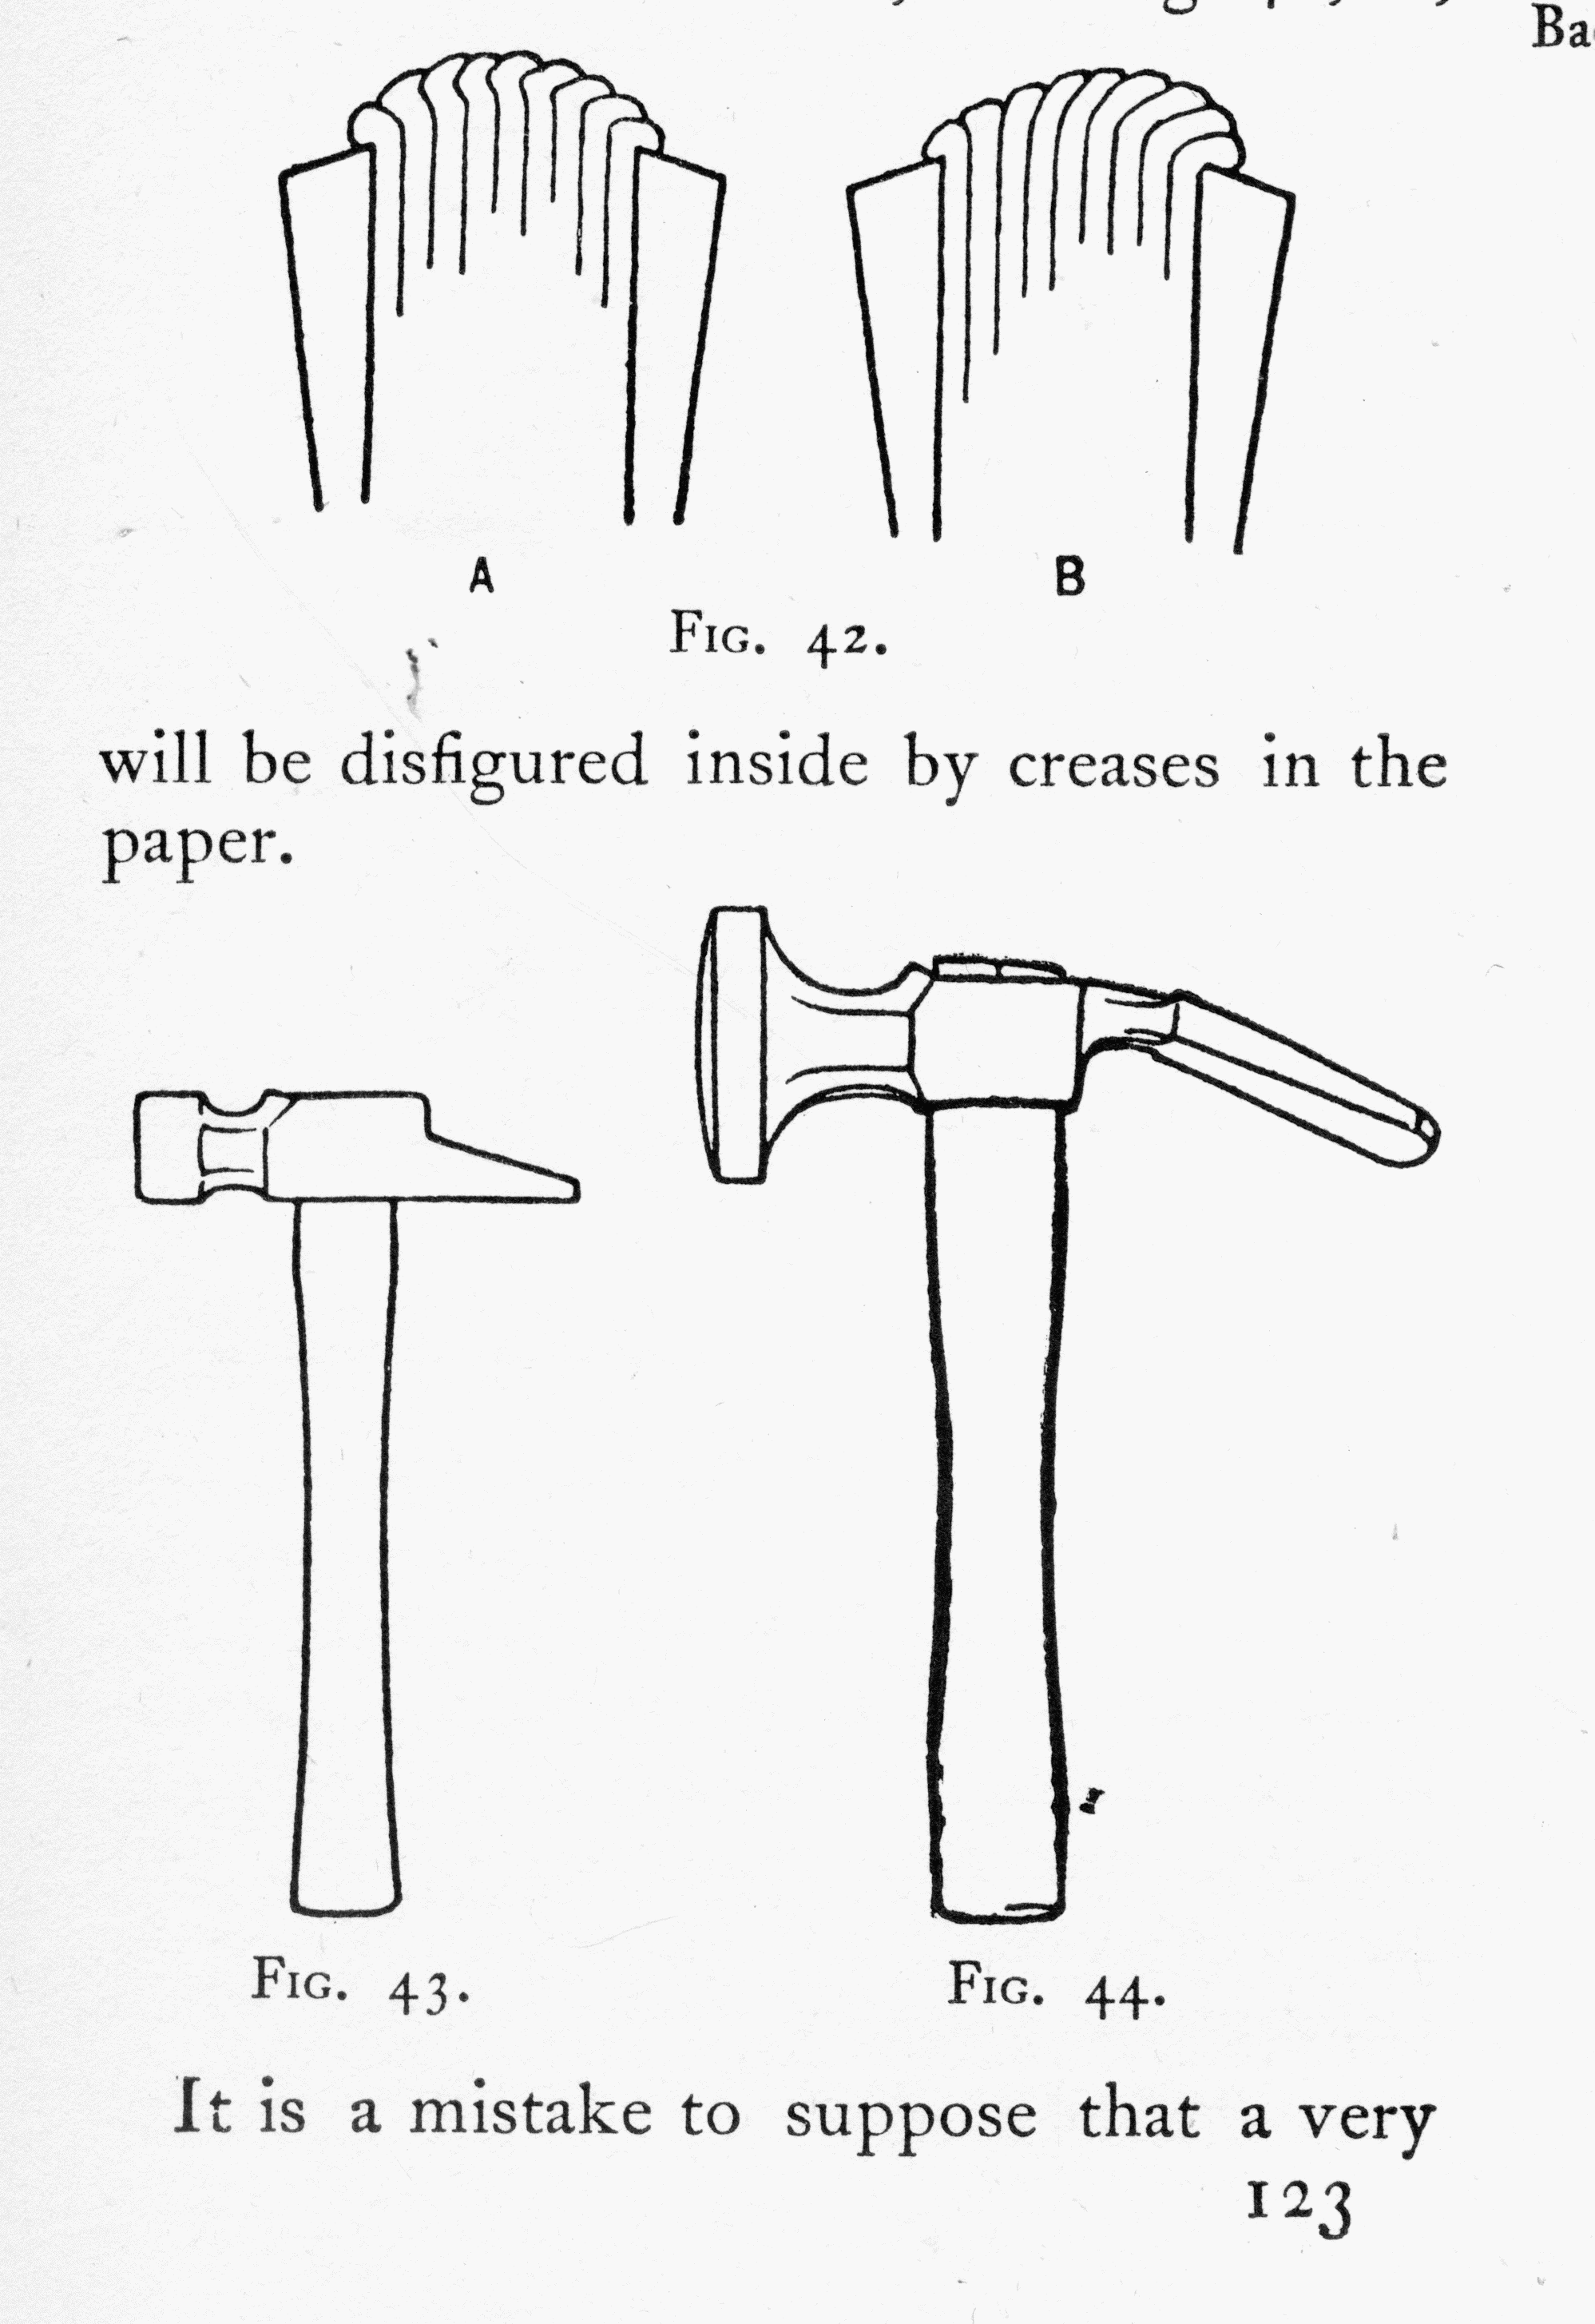 Ba
A
B
Fig. 42.
will be disfigured inside by creases in the
paper.
Fig. 43.
Fig. 44.
It is a mistake to suppose that a very
123